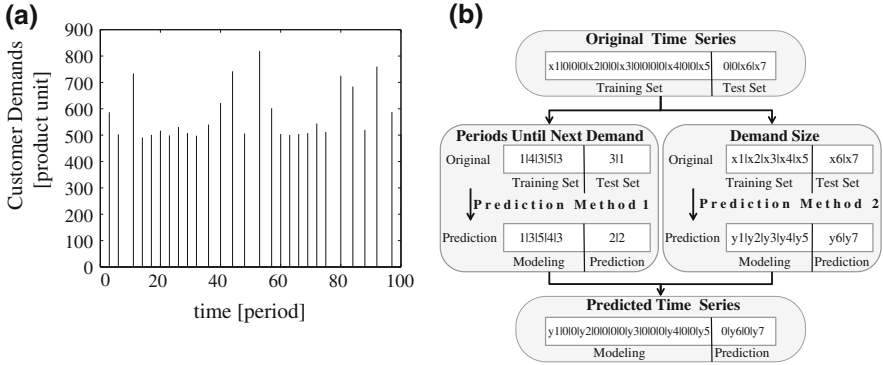 (a)
Customer Demands
[product unit]
900
800
700
600
500
400
300
200
100
0
0 20 40 60 80 100
time [period]
(b)
Original Time Series
x1|0|0|0|x2|0|0|x3|0|0|0|0|x4|0|0|x5 0|0|x6|x7
Training Set Test Set
Periods Until Next Demand
Original 1|4|3|5|3 3|1
Training Set Test Set
Demand Size
Original x1|x2|x3|x4|x5 x6|x7
Training Set Test Set
Prediction Method 1
Prediction Method 2
Prediction 1|3|5|4|3 2|2
Modeling Prediction
Prediction y1|y2|y3|y4|y5 y6|y7
Modeling Prediction
Predicted Time Series
y1|0|0|y2|0|0|0|0|y3|0|0|0|y4|0|0|y5 0|y6|0|y7
Modeling Prediction